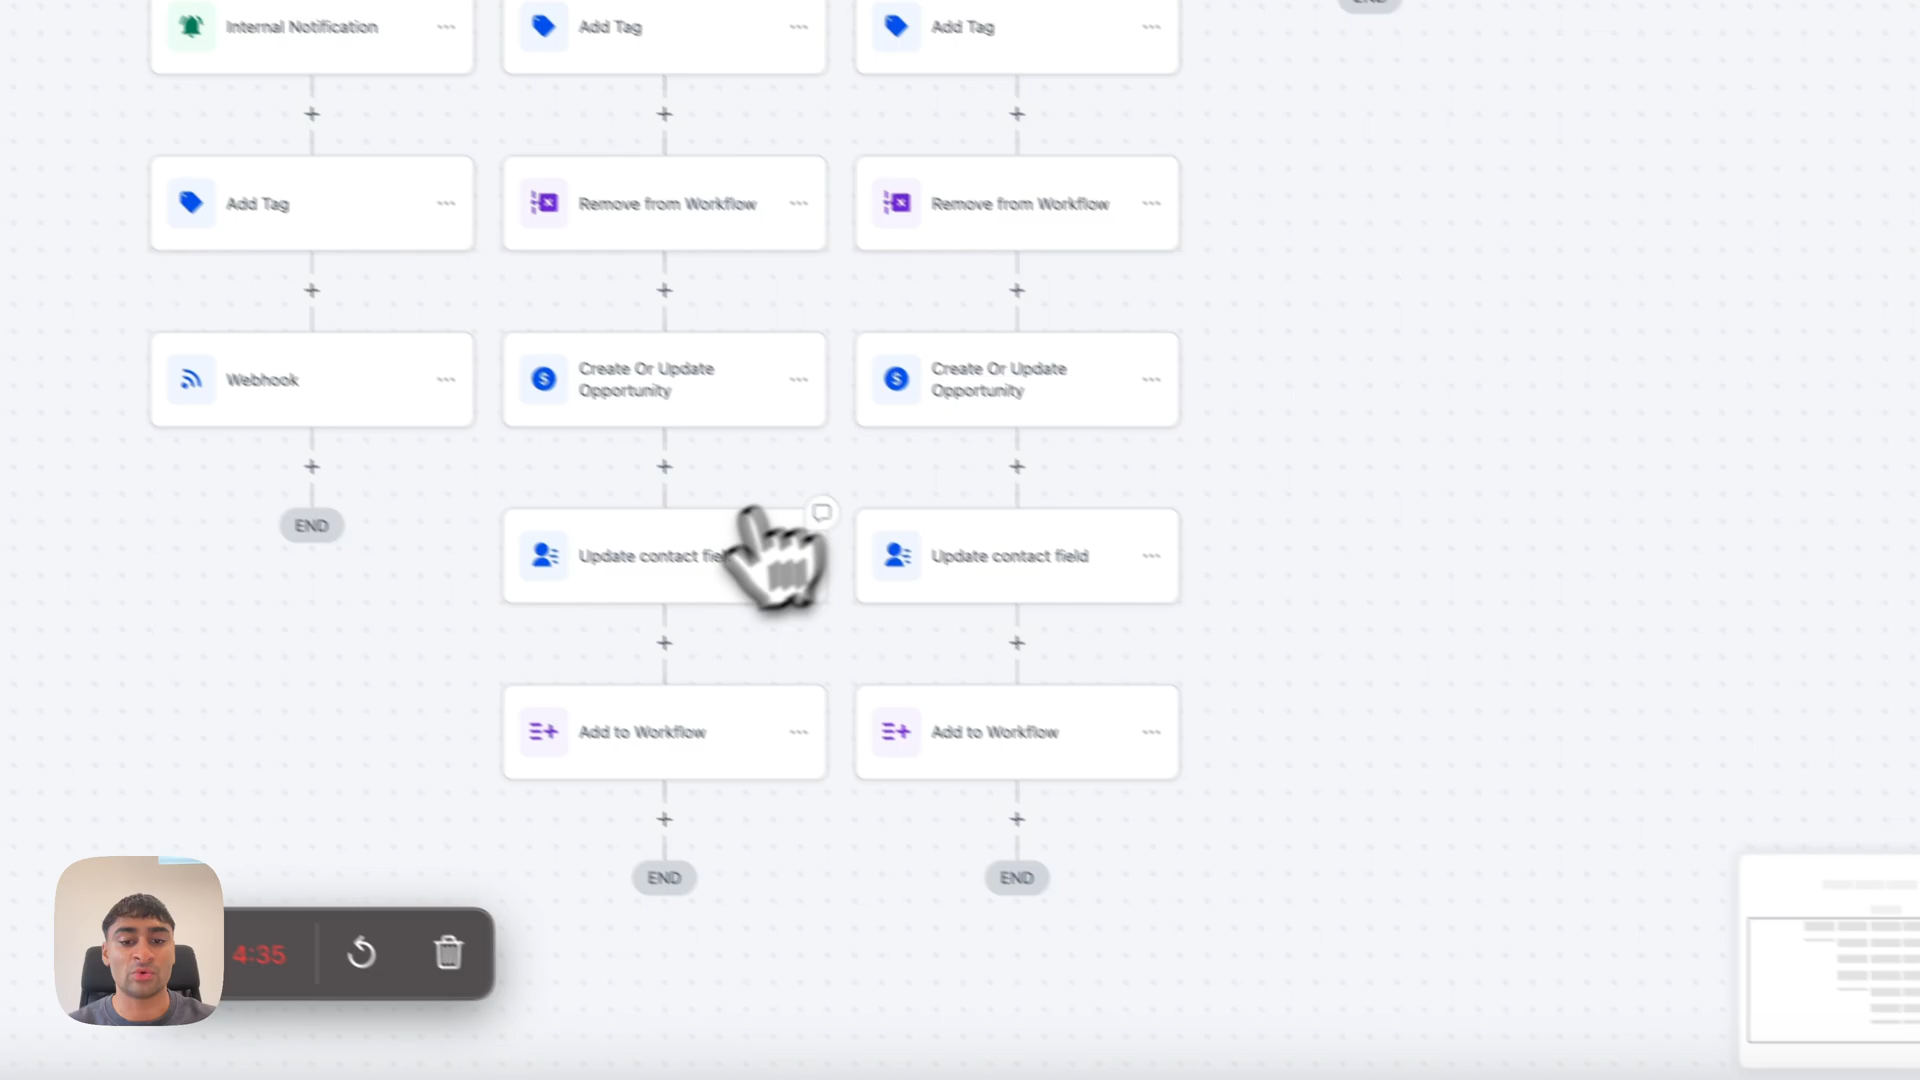 Internal Notification
Add Tag
Add Tag
Add Tag
Remove from Workflow
Remove from Workflow
Webhook
Create Or Update
Opportunity
Create Or Update
Opportunity
END
Update contact
Update contact field
Add to Workflow
Add to Workflow
END
END
4:35